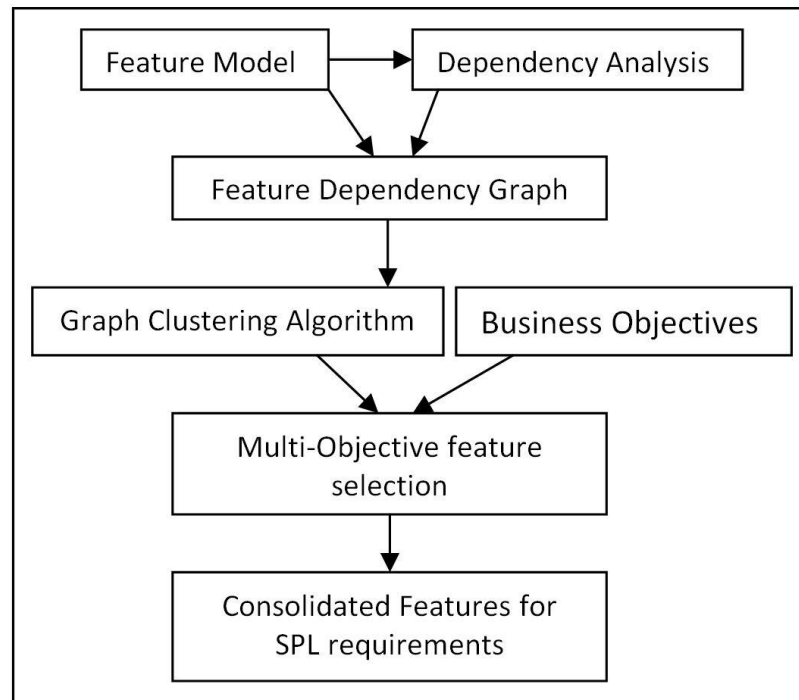 Feature Model
Dependency Analysis
Feature Dependency Graph
Graph Clustering Algorithm
Business Objectives
Multi-Objective feature
selection
Consolidated Features for
SPL requirements